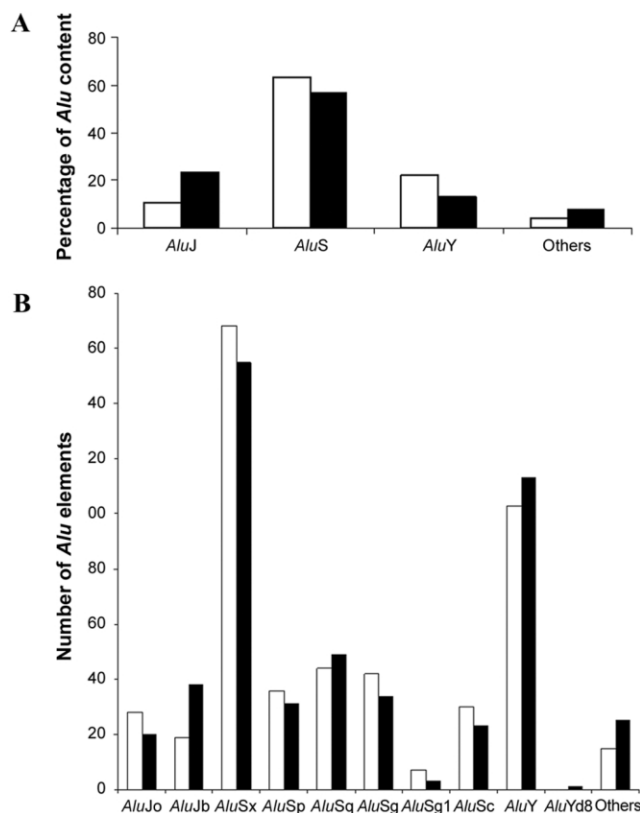 A
Percentage of Alu content
80
60
40
20
0
AluJ AluS AluY Others
B
Number of Alu elements
80
60
40
20
00
80
60
40
20
0
AluJo AluJb AluSx AluSp AluSq AluSg AluSg1 AluSc AluY AluYd8 Others